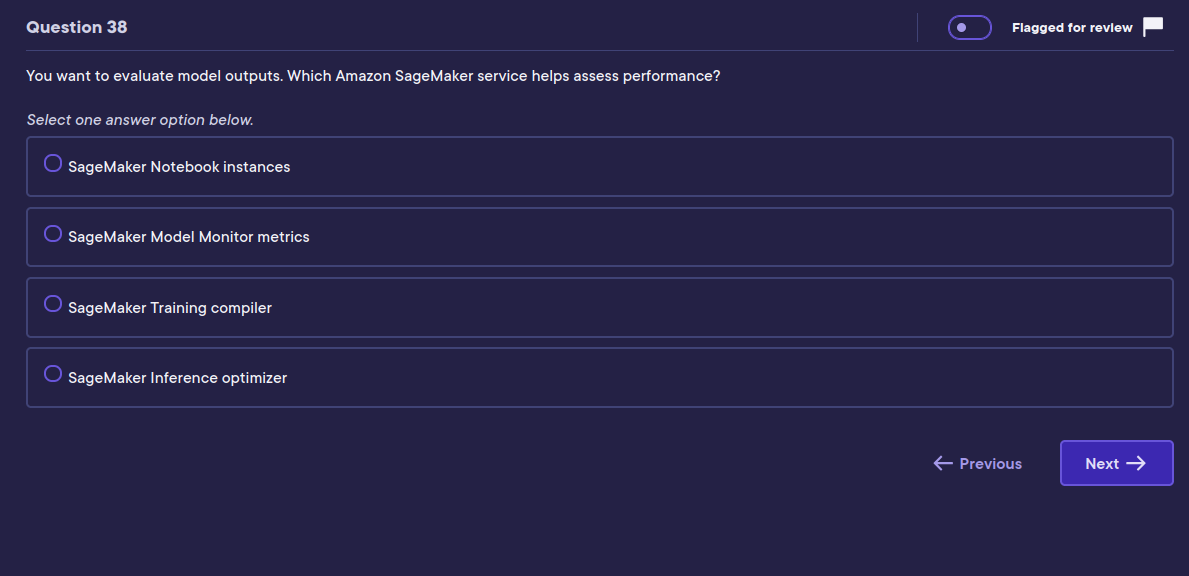 Question 38
Flagged for review
You want to evaluate model outputs. Which Amazon SageMaker service helps assess performance?
Select one answer option below.
SageMaker Notebook instances
SageMaker Model Monitor metrics
SageMaker Training compiler
SageMaker Inference optimizer
Previous
Next